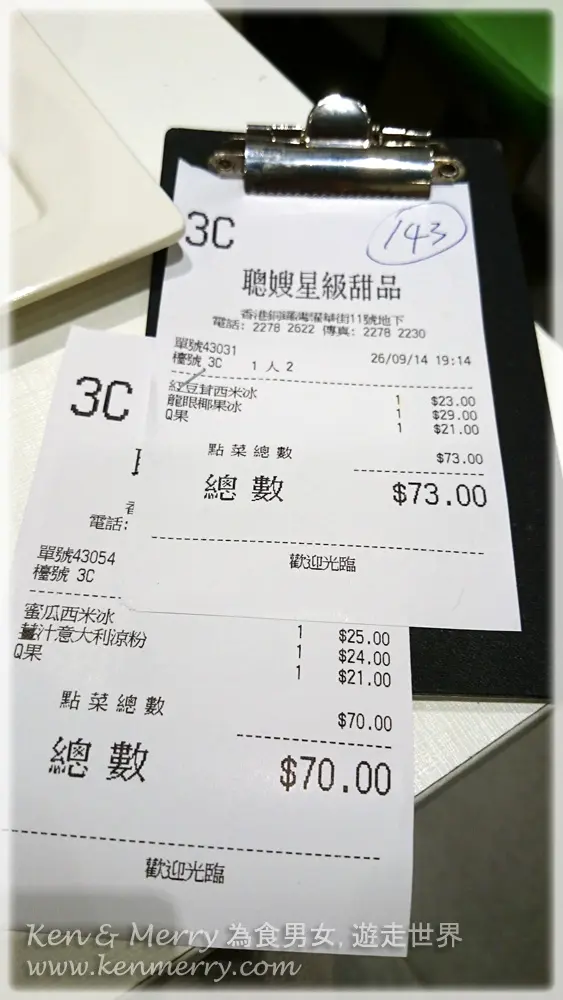 3C
143
聰嫂星級甜品
香港銅鑼灣耀華街11號地下
電話: 2278 2622 傳真: 2278 2230
單號43031
檯號 3C 1 人 2 26/09/14 19:14
紅豆茸西米冰 1 $23.00
龍眼椰果冰 1 $29.00
Q果 1 $21.00
點菜總數 $73.00
總數 $73.00
歡迎光臨
3C
電話:
單號43054
檯號 3C
蜜瓜西米冰 1 $25.00
薑汁意大利涼粉 1 $24.00
Q果 1 $21.00
點菜總數 $70.00
總數 $70.00
歡迎光臨
Ken & Merry 為食男女, 遊走世界
www.kenmerry.com